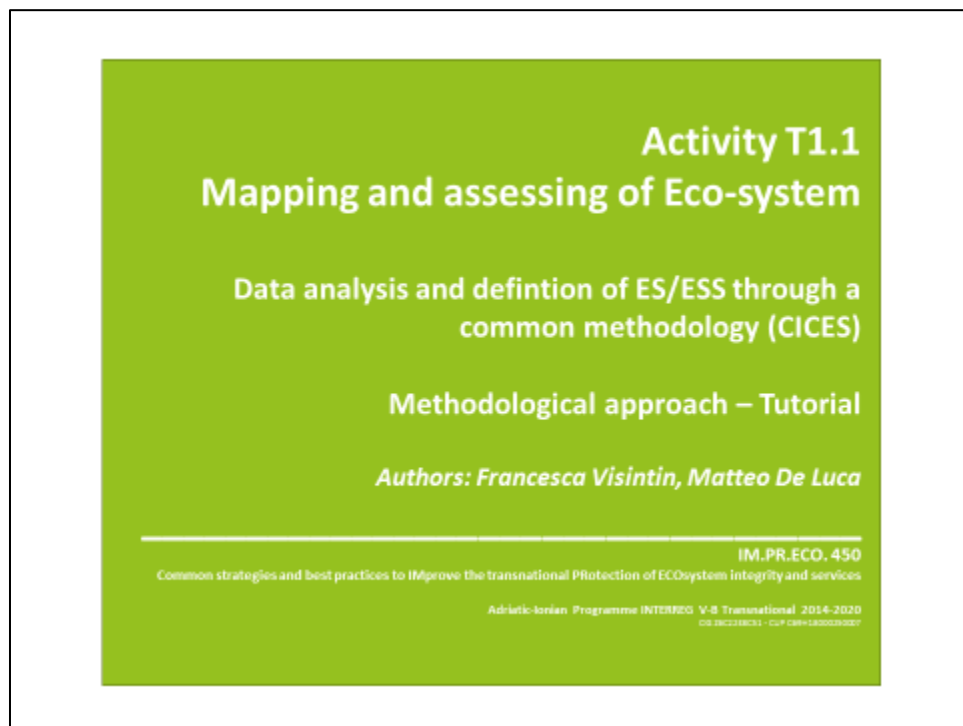 Activity T1.1
Mapping and assessing of Eco-system
Data analysis and defintion of ES/ESS through a
common methodology (CICES)
Methodological approach – Tutorial
Authors: Francesca Visintin, Matteo De Luca
IM.PR.ECO. 450
Common strategies and best practices to IMprove the transnational PRotection of ECOsystem integrity and services
Adriatic-Ionian Programme INTERREG V-B Transnational 2014-2020